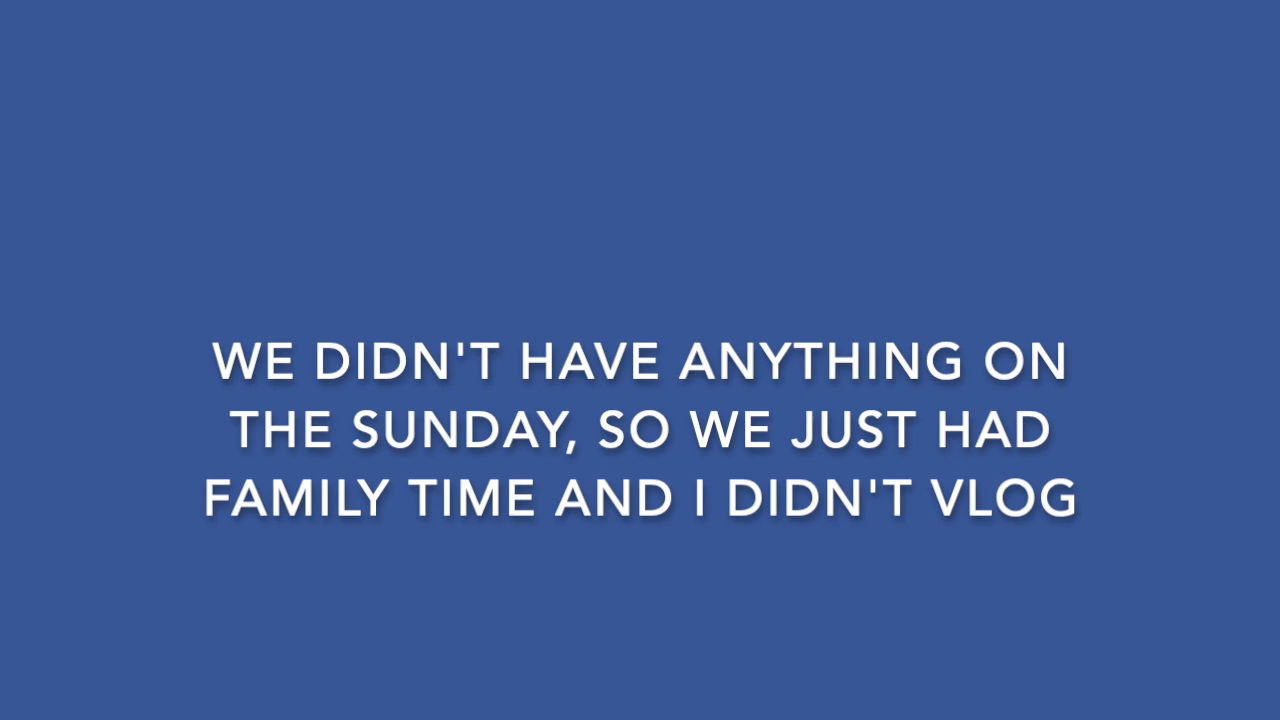 WE DIDN'T HAVE ANYTHING ON
THE SUNDAY, SO WE JUST HAD
FAMILY TIME AND I DIDN'T VLOG